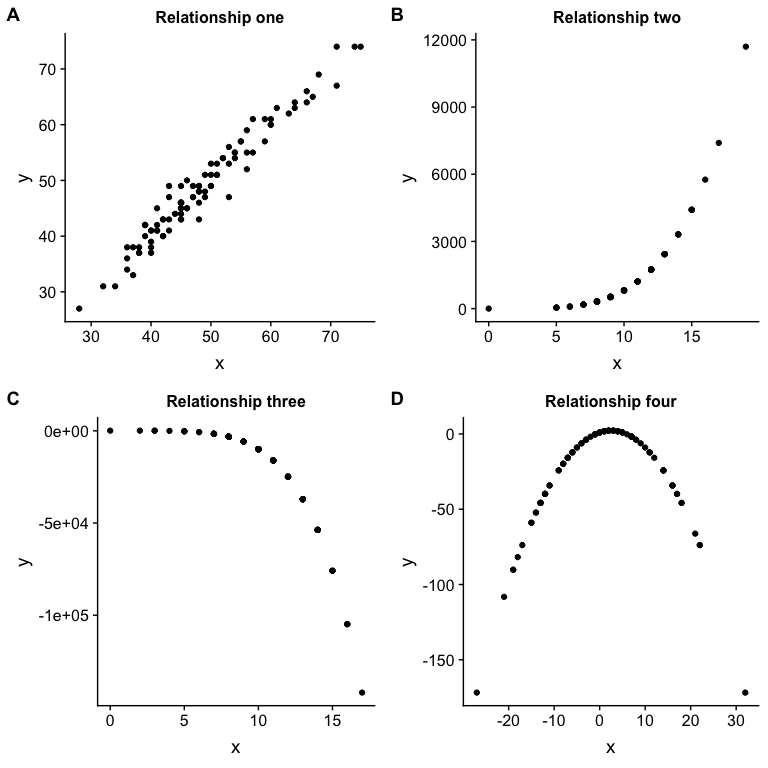 A
Relationship one
70
60
50
40
30
y
30
40
50
60
70
x
B
Relationship two
12000
9000
6000
3000
0
y
0
5
10
15
x
C
Relationship three
0e+00
-5e+04
-1e+05
y
0
5
10
15
x
D
Relationship four
0
-50
-100
-150
y
-20
-10
0
10
20
30
x